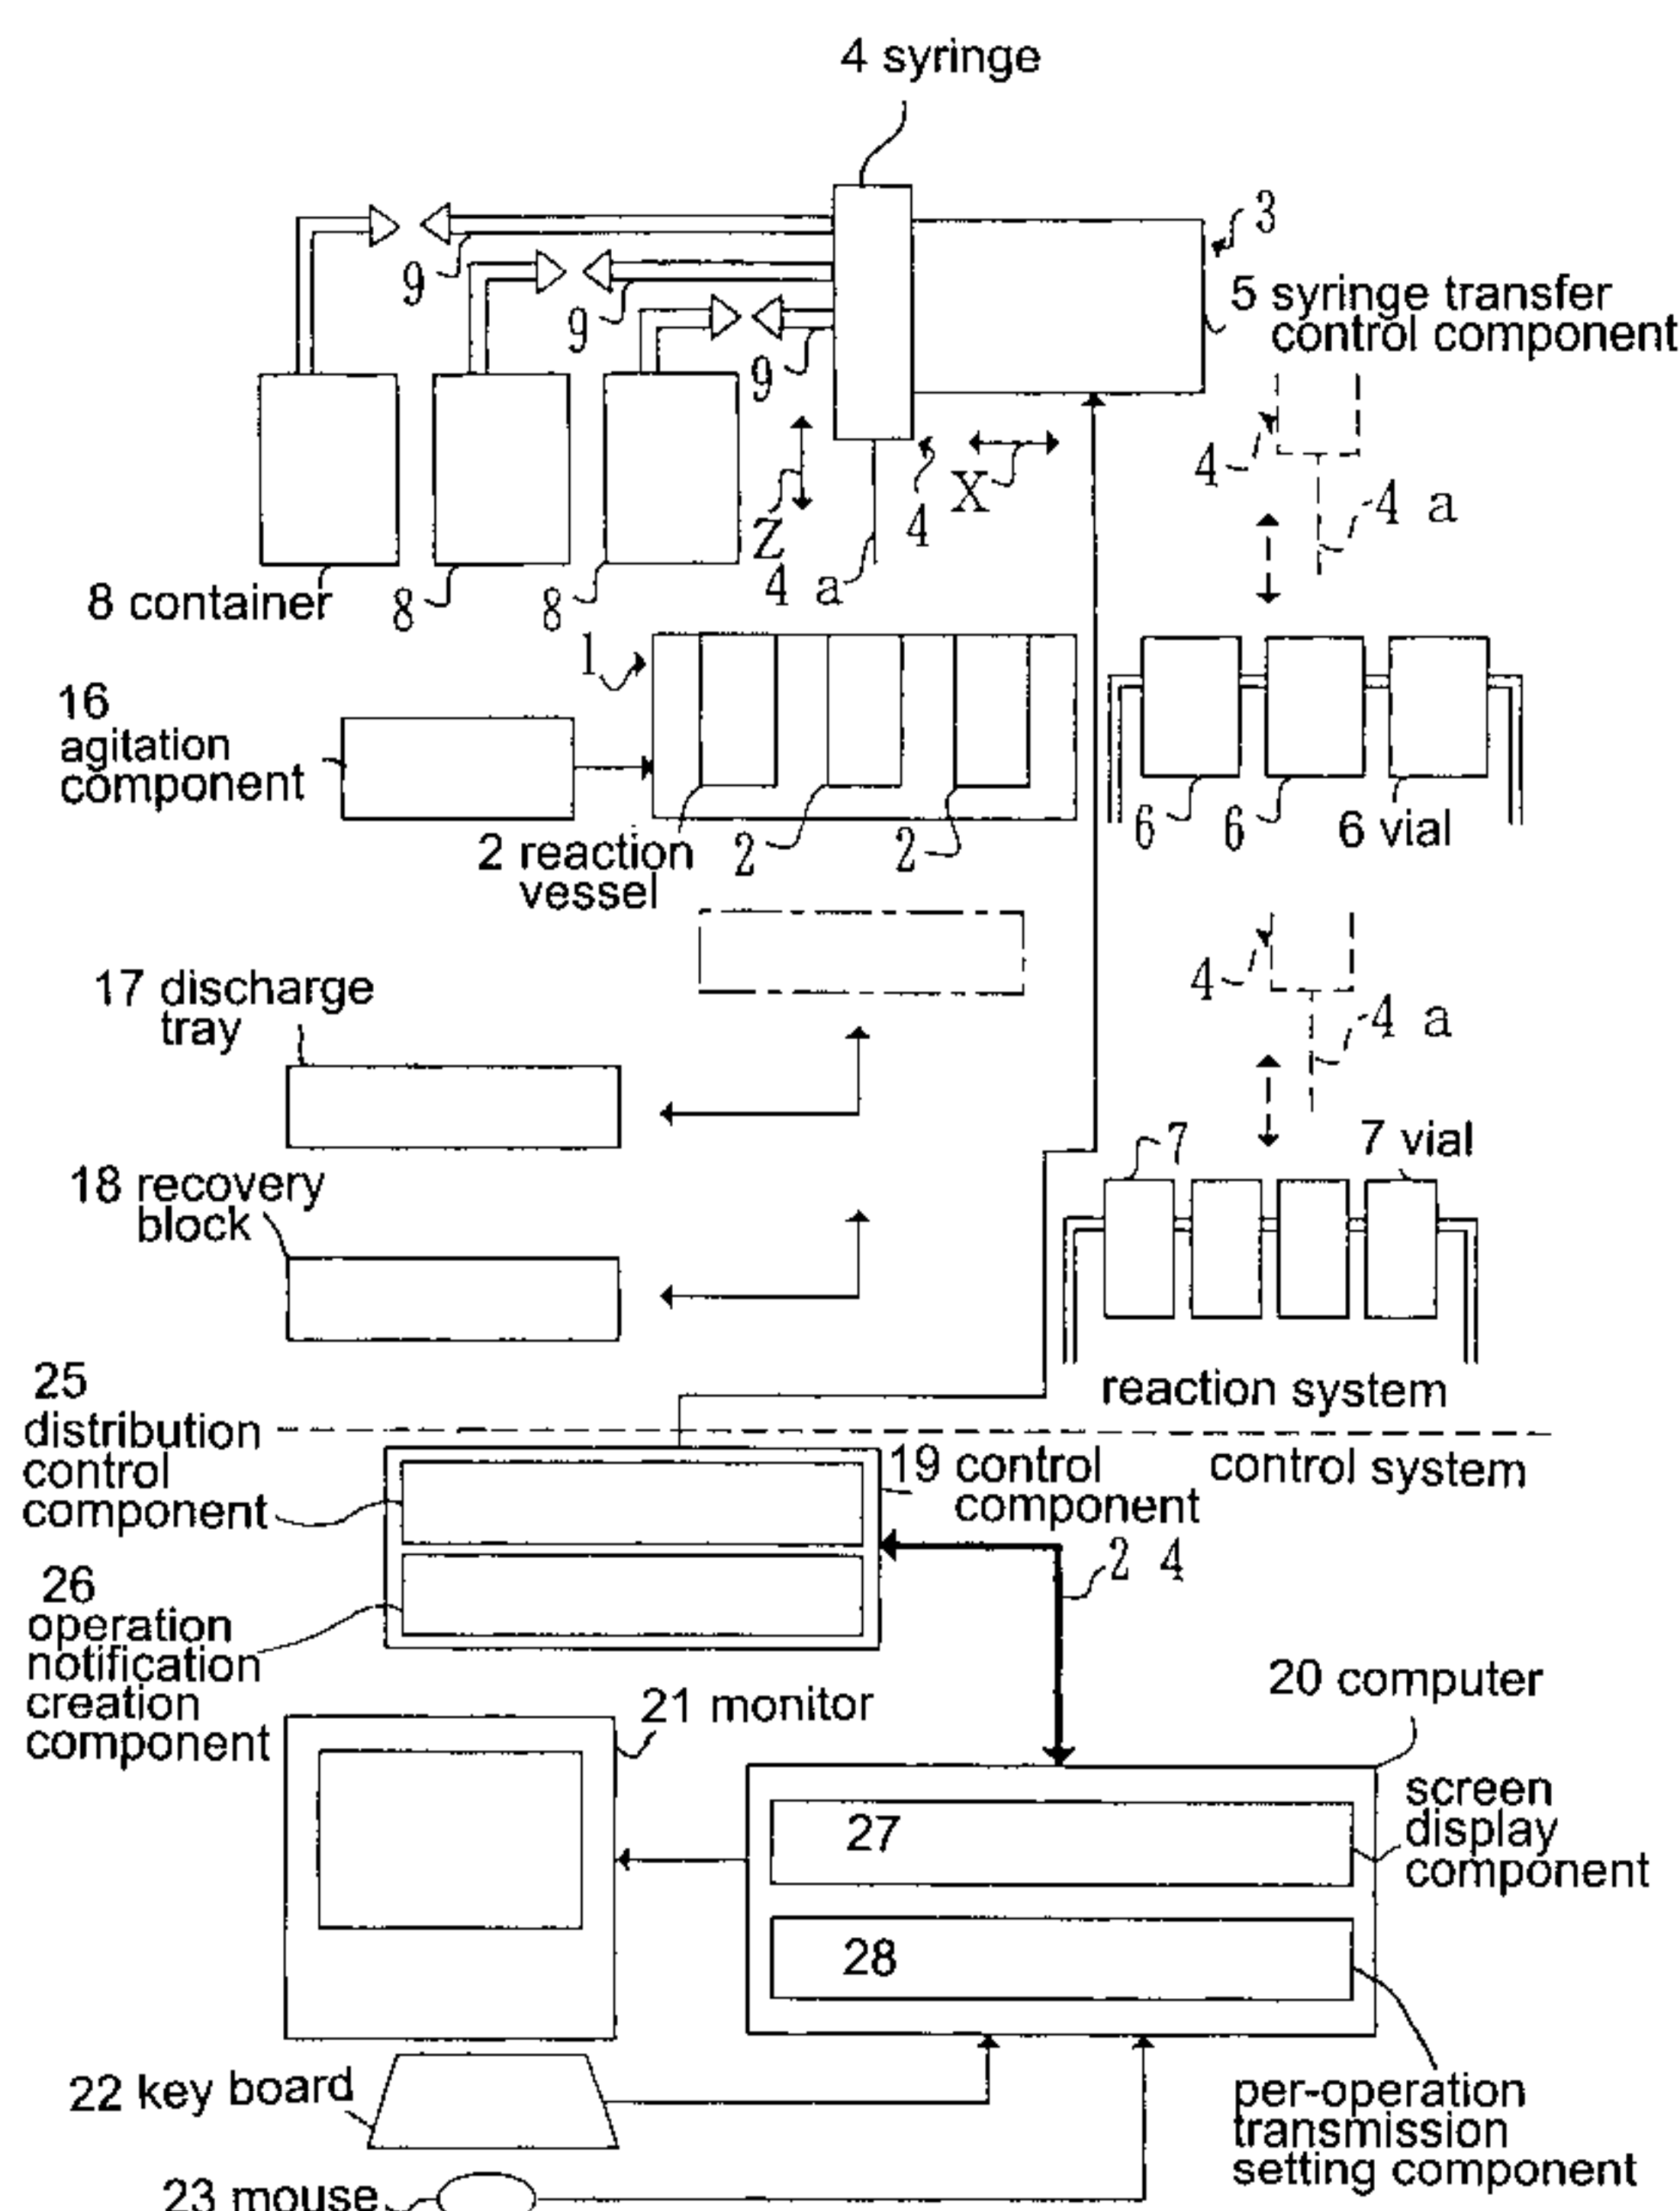 4 syringe
3
9
9
9
5 syringe transfer
control component
4
4 a
Z
X
4
4 a
8 container
8
8
1
16
agitation
component
2 reaction
vessel
2
2
6
6
6 vial
4
4 a
17 discharge
tray
7
7 vial
18 recovery
block
reaction system
25
distribution
control
component
19 control
component
control system
2 4
26
operation
notification
creation
component
21 monitor
20 computer
27
screen
display
component
28
22 key board
per-operation
transmission
setting component
23 mouse